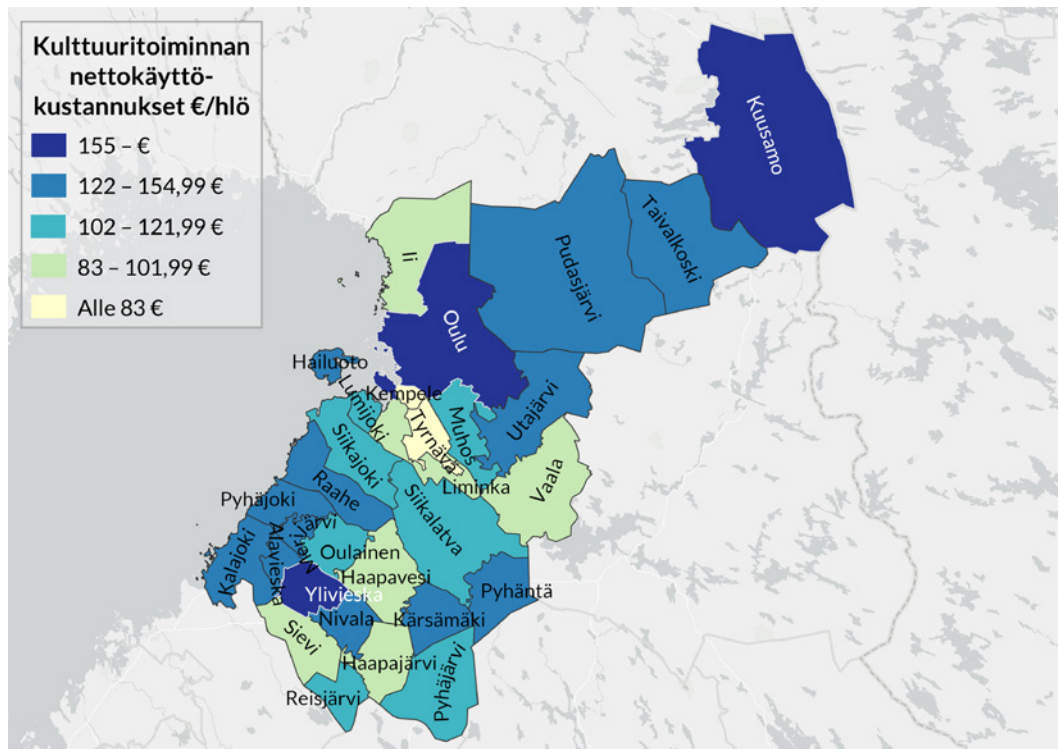 Kulttuuritoiminnan
nettokäyttö-
kustannukset €/hlö
155 – €
122 – 154,99 €
102 – 121,99 €
83 – 101,99 €
Alle 83 €
Kuusamo
Taivalkoski
Pudasjärvi
Ii
Oulu
Hailuoto
Lumijoki
Kempele
Tyrnävä
Muhos
Utajärvi
Siikajoki
Liminka
Vaala
Raahe
Siikalatva
Pyhäjoki
Merijärvi
Oulainen
Kalajoki
Alavieska
Haapavesi
Ylivieska
Pyhäntä
Nivala
Kärsämäki
Sievi
Haapajärvi
Pyhäjärvi
Reisjärvi